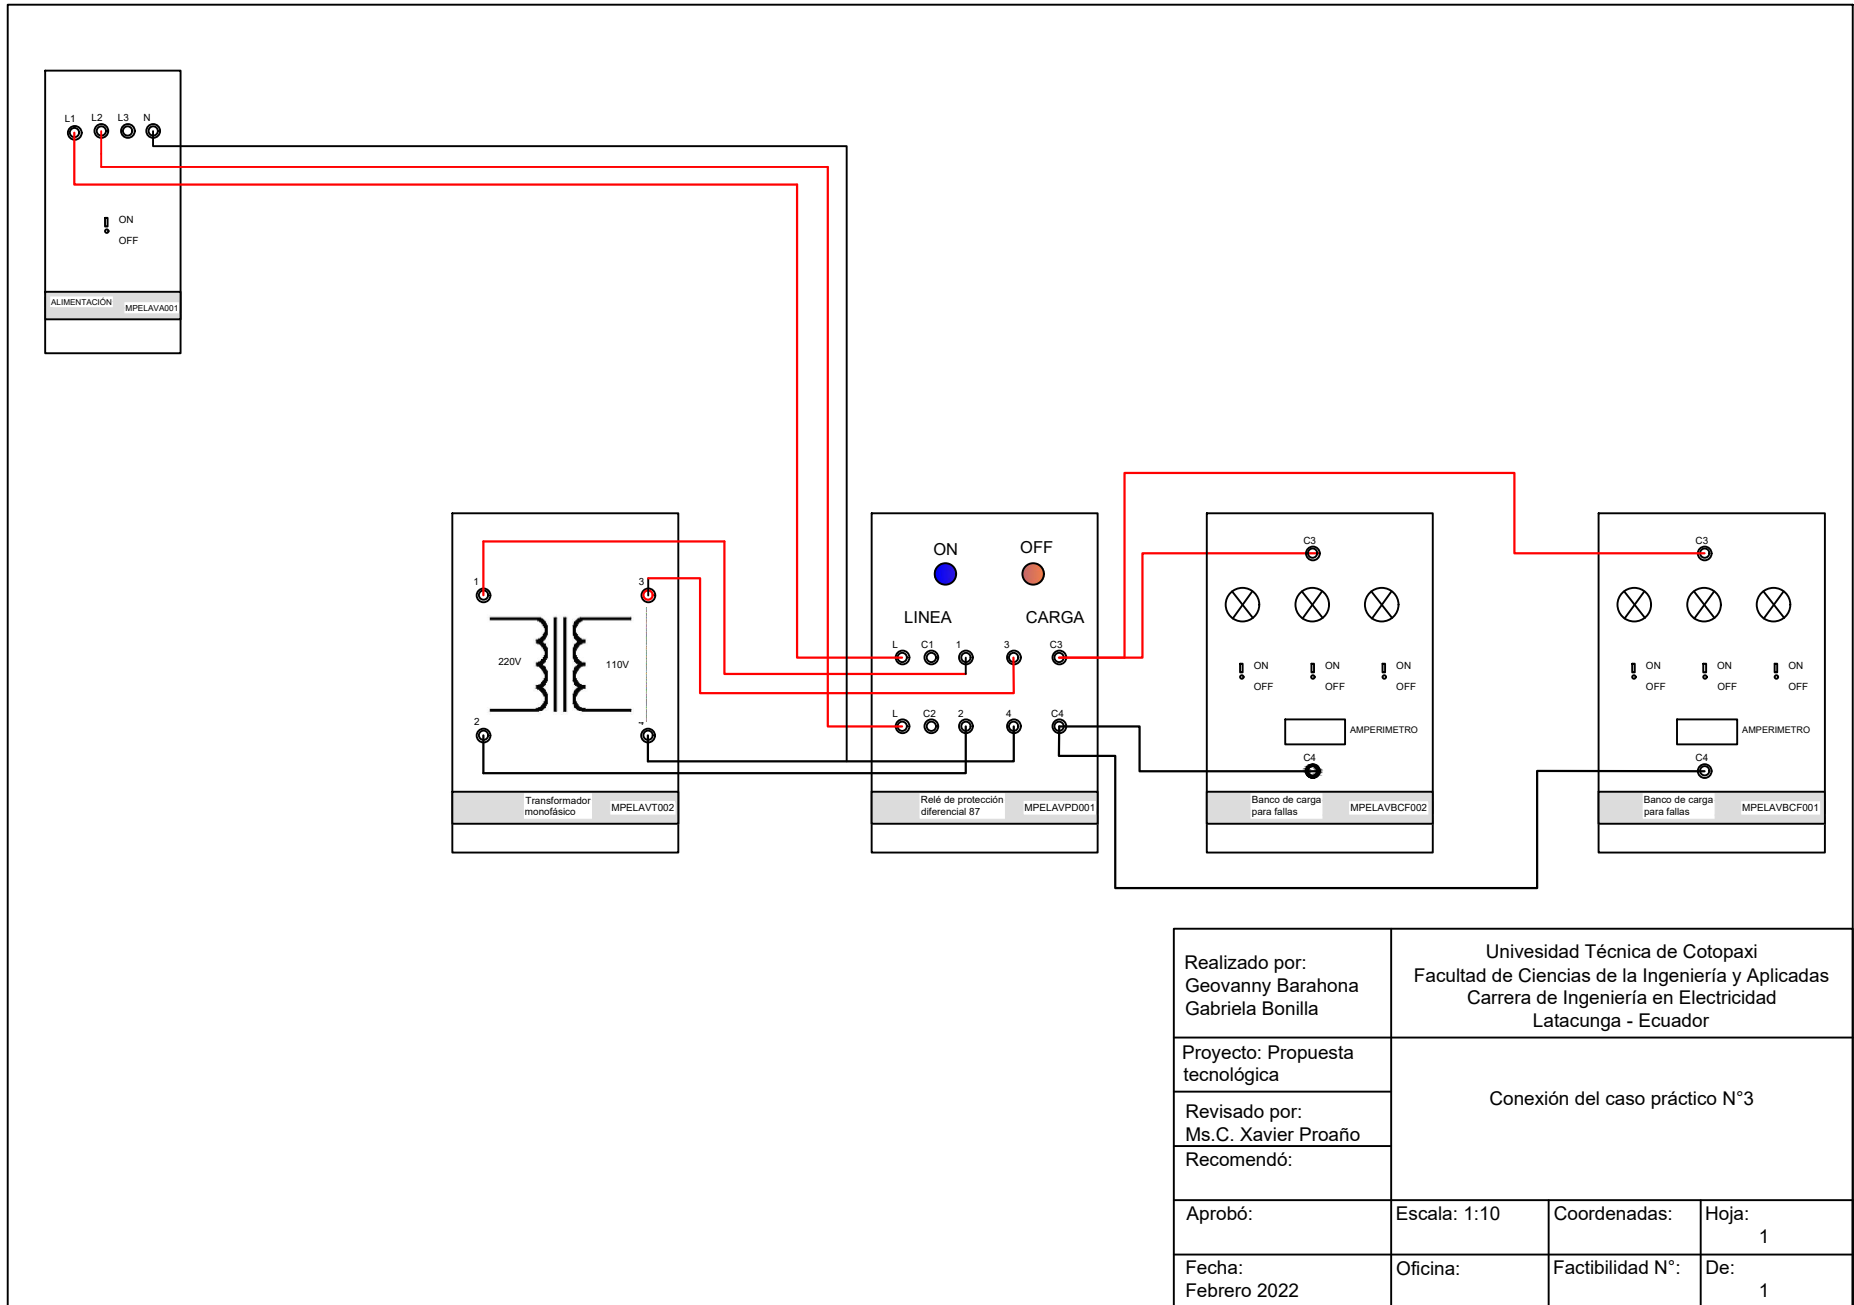 L1 L2 L3 N
ON
OFF
ALIMENTACIÓN
MPELAVA001
1
3
220V
110V
2
Transformador
monofásico
MPELAVT002
ON
OFF
LINEA
CARGA
L C1 1 3 C3
L C2 2 4 C4
Relé de protección
diferencial 87
MPELAVPD001
C3
ON ON ON
OFF OFF OFF
AMPERIMETRO
C4
Banco de carga
para fallas
MPELAVBCF002
C3
ON ON ON
OFF OFF OFF
AMPERIMETRO
C4
Banco de carga
para fallas
MPELAVBCF001
Realizado por:
Geovanny Barahona
Gabriela Bonilla
Univesidad Técnica de Cotopaxi
Facultad de Ciencias de la Ingeniería y Aplicadas
Carrera de Ingeniería en Electricidad
Latacunga - Ecuador
Proyecto: Propuesta
tecnológica
Conexión del caso práctico N°3
Revisado por:
Ms.C. Xavier Proaño
Recomendó:
Aprobó:
Escala: 1:10
Coordenadas:
Hoja:
1
Fecha:
Febrero 2022
Oficina:
Factibilidad N°:
De:
1